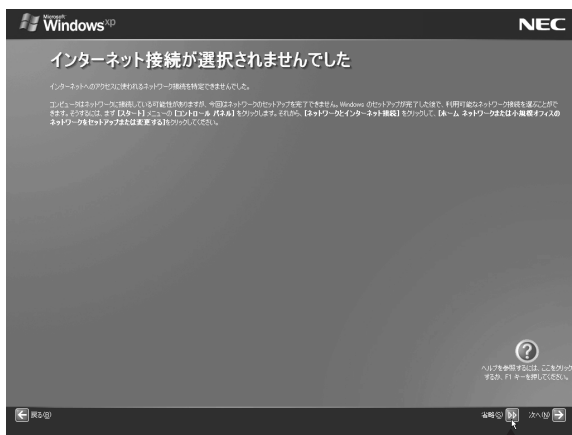 Microsoft
Windows xp
NEC
インターネット接続が選択されませんでした
インターネットへのアクセスに使われるネットワーク接続を特定できませんでした。
コンピュータはネットワークに接続している可能性がありますが、今回はネットワークのセットアップを完了できません。Windows のセットアップが完了した後で、利用可能なネットワーク接続を選ぶことがで
きます。そうするには、まず [スタート] メニューの [コントロール パネル] をクリックします。それから、[ネットワークとインターネット接続] をクリックして、[ホーム ネットワークまたは小規模オフィスの
ネットワークをセットアップまたは変更する]をクリックしてください。
ヘルプを参照するには、ここをクリック
するか、F1 キーを押してください。
戻る(B)
省略(S)
次へ(N)